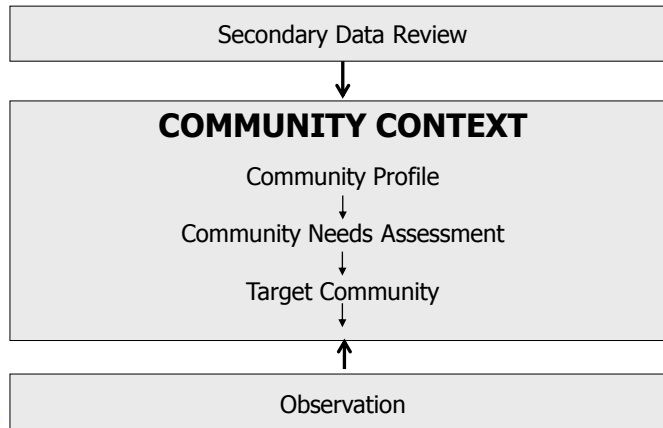 Secondary Data Review
COMMUNITY CONTEXT
Community Profile
Community Needs Assessment
Target Community
Observation